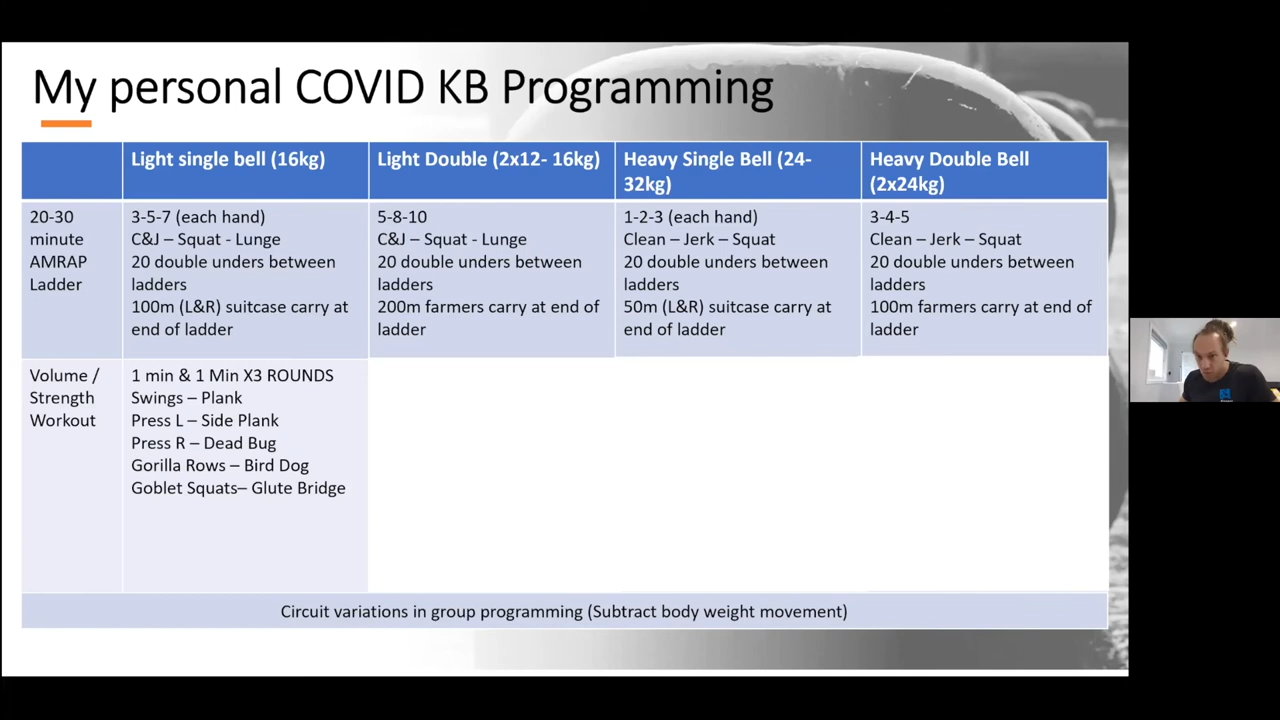 My personal COVID KB Programming
Light single bell (16kg)
Light Double (2x12- 16kg)
Heavy Single Bell (24-
32kg)
Heavy Double Bell
(2x24kg)
20-30
minute
AMRAP
Ladder
3-5-7 (each hand)
C&J – Squat - Lunge
20 double unders between
ladders
100m (L&R) suitcase carry at
end of ladder
5-8-10
C&J – Squat - Lunge
20 double unders between
ladders
200m farmers carry at end of
ladder
1-2-3 (each hand)
Clean – Jerk – Squat
20 double unders between
ladders
50m (L&R) suitcase carry at
end of ladder
3-4-5
Clean – Jerk – Squat
20 double unders between
ladders
100m farmers carry at end of
ladder
Volume /
Strength
Workout
1 min & 1 Min X3 ROUNDS
Swings – Plank
Press L – Side Plank
Press R – Dead Bug
Gorilla Rows – Bird Dog
Goblet Squats– Glute Bridge
Circuit variations in group programming (Subtract body weight movement)